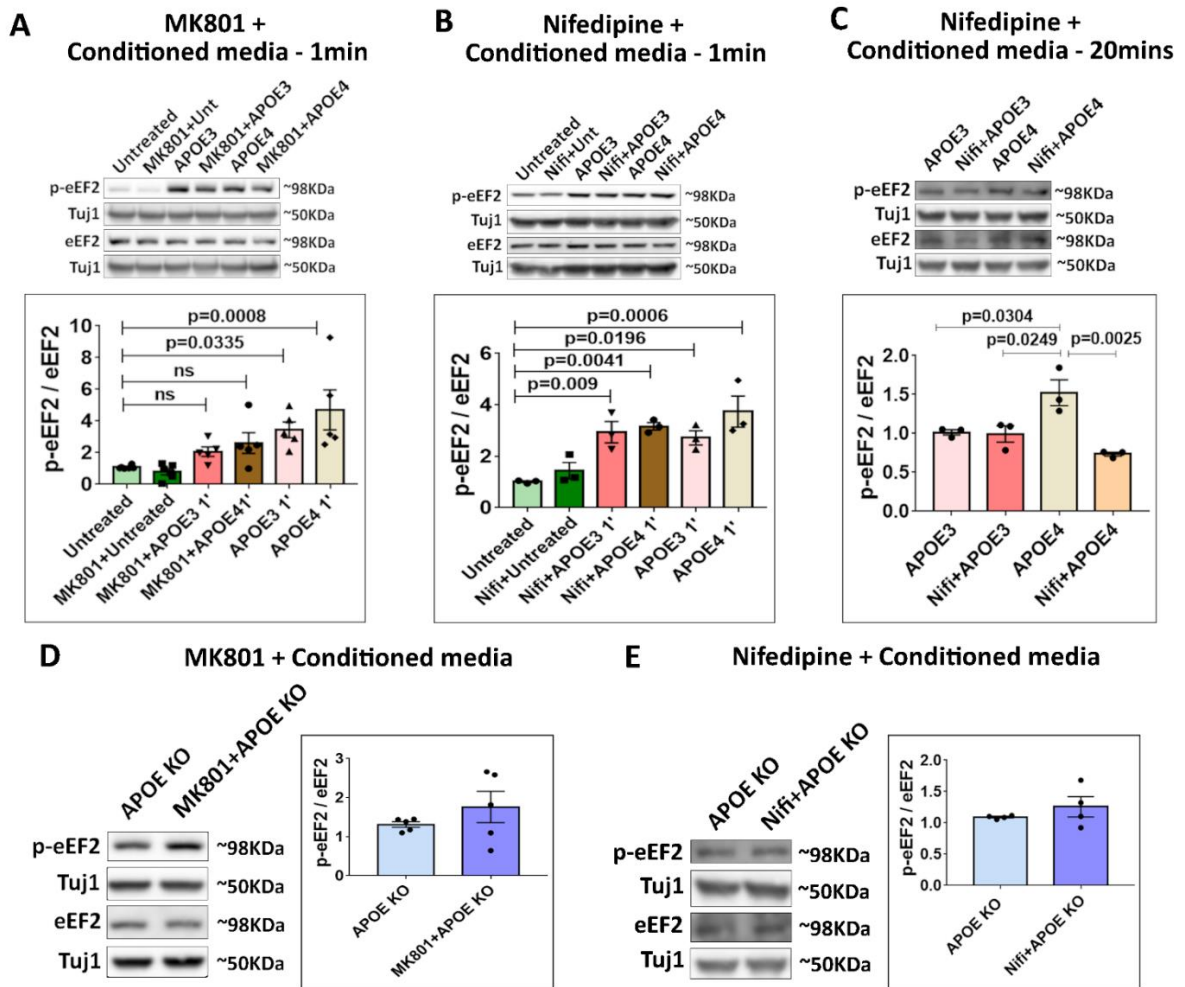 A
MK801 +
Conditioned media - 1min
Untreated
MK801+Unt
APOE3
MK801+APOE3
APOE4
MK801+APOE4
p-eEF2
~98KDa
Tuj1
~50KDa
eEF2
~98KDa
Tuj1
~50KDa
p=0.0008
p=0.0335
ns
ns
p-eEF2 / eEF2
10
8
6
4
2
0
Untreated
MK801+Untreated
MK801+APOE3 1'
MK801+APOE41'
APOE3 1'
APOE4 1'
B
Nifedipine +
Conditioned media - 1min
Untreated
Nifi+Unt
APOE3
Nifi+APOE3
APOE4
Nifi+APOE4
p-eEF2
~98KDa
Tuj1
~50KDa
eEF2
~98KDa
Tuj1
~50KDa
p=0.0006
p=0.0196
p=0.0041
p=0.009
p-eEF2 / eEF2
6
4
2
0
Untreated
Nifi+Untreated
Nifi+APOE3 1'
Nifi+APOE4 1'
APOE3 1'
APOE4 1'
C
Nifedipine +
Conditioned media - 20mins
APOE3
Nifi+APOE3
APOE4
Nifi+APOE4
p-eEF2
~98KDa
Tuj1
~50KDa
eEF2
~98KDa
Tuj1
~50KDa
p=0.0304
p=0.0249
p=0.0025
p-eEF2 / eEF2
2.0
1.5
1.0
0.5
0.0
APOE3
Nifi+APOE3
APOE4
Nifi+APOE4
D
MK801 + Conditioned media
APOE KO
MK801+APOE KO
p-eEF2
~98KDa
Tuj1
~50KDa
eEF2
~98KDa
Tuj1
~50KDa
p-eEF2 / eEF2
3
2
1
0
APOE KO
MK801+APOE KO
E
Nifedipine + Conditioned media
APOE KO
Nifi+APOE KO
p-eEF2
~98KDa
Tuj1
~50KDa
eEF2
~98KDa
Tuj1
~50KDa
p-eEF2 / eEF2
2.0
1.5
1.0
0.5
0.0
APOE KO
Nifi+APOE KO